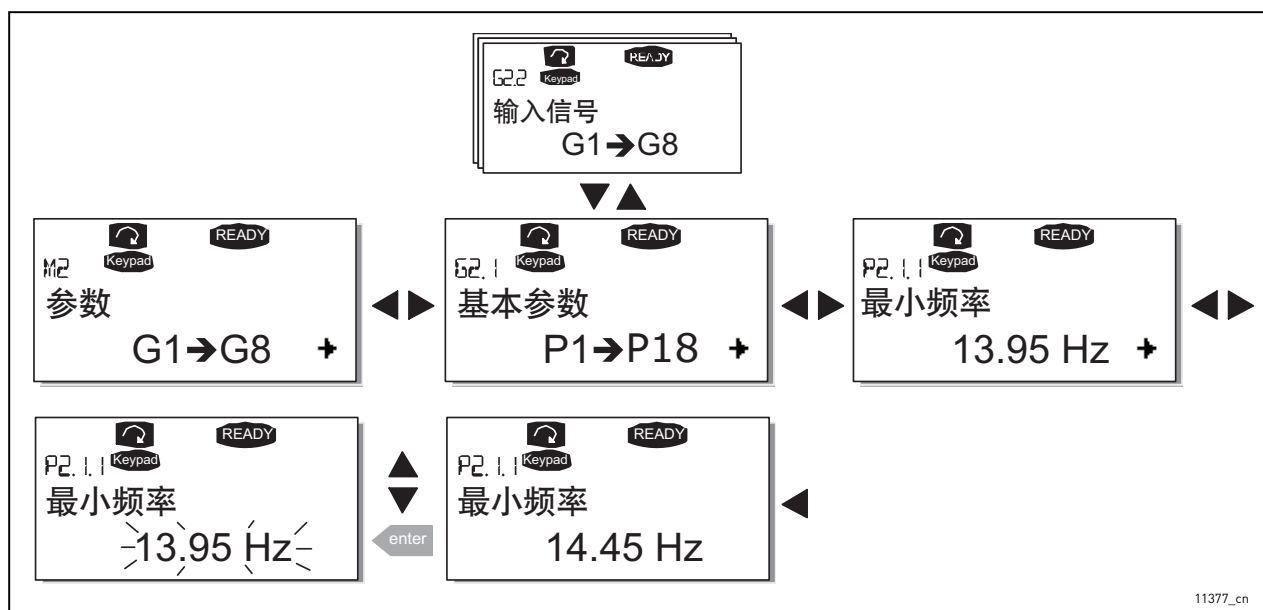 READY
G2.2 Keypad
输入信号
G1➔G8
READY
M2 Keypad
参数
G1➔G8
READY
G2.1 Keypad
基本参数
P1➔P18
READY
P2.1.1 Keypad
最小频率
13.95 Hz
READY
P2.1.1 Keypad
最小频率
13.95 Hz
enter
READY
P2.1.1 Keypad
最小频率
14.45 Hz
11377_cn